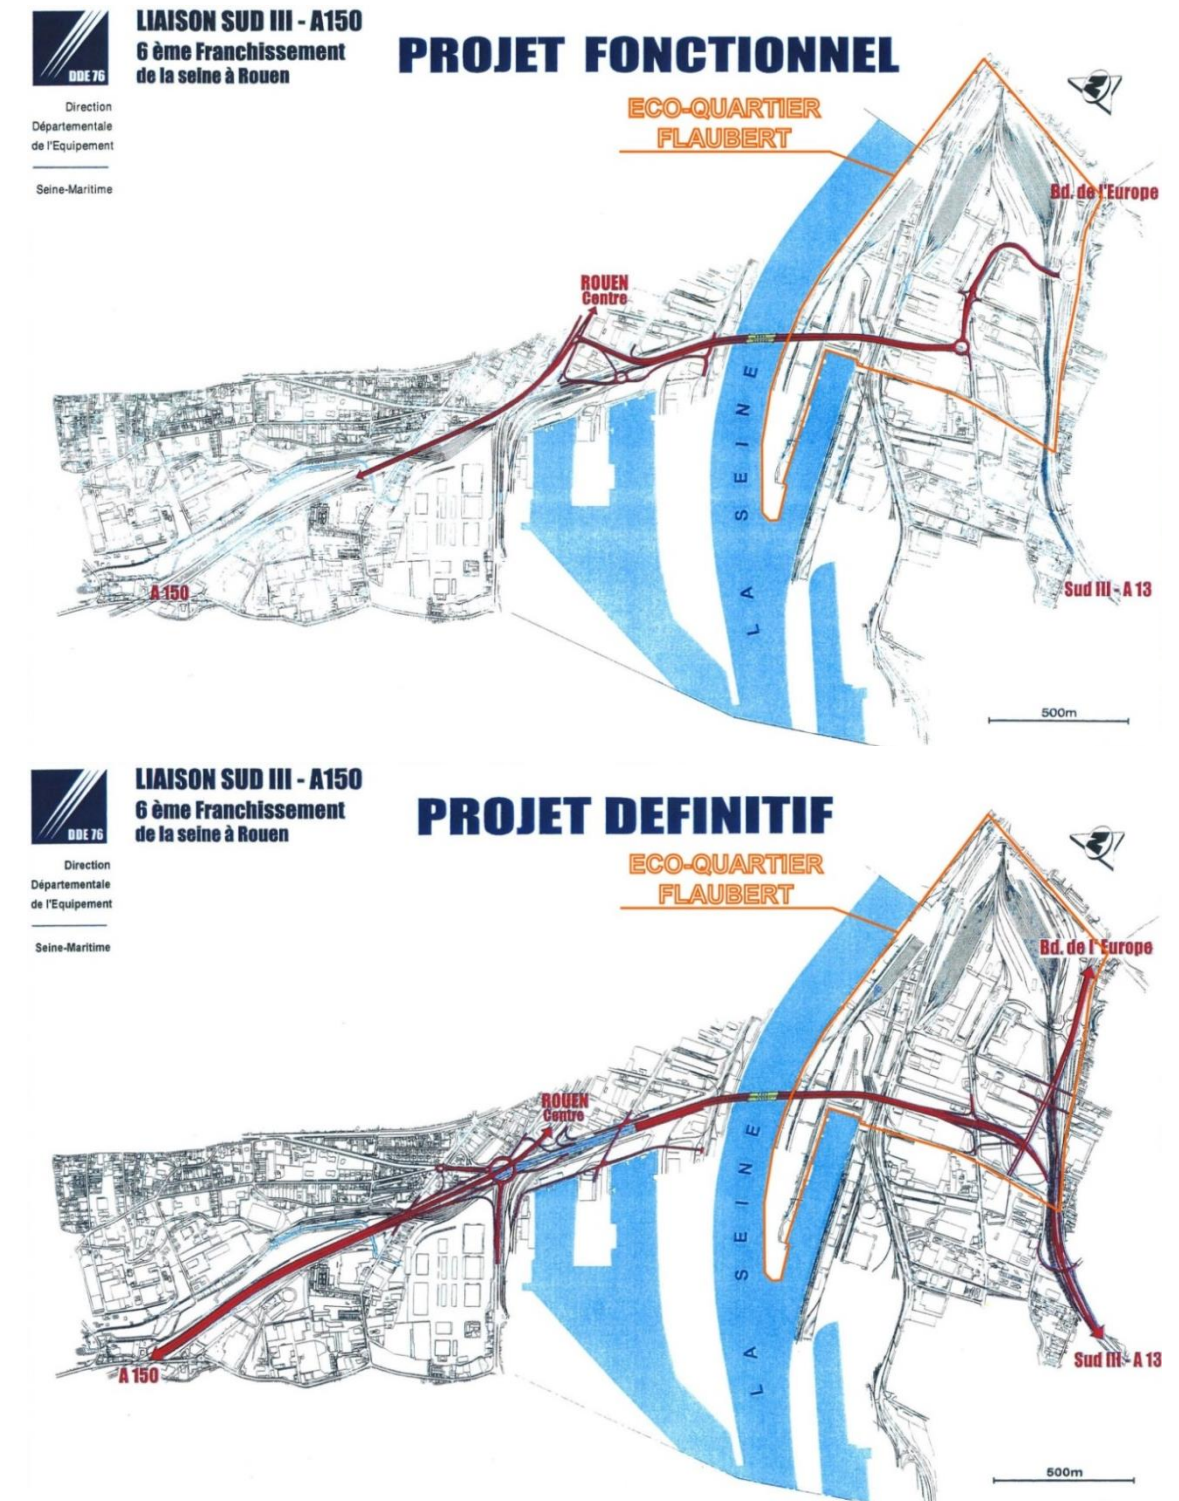 LIAISON SUD III - A150
6 ème Franchissement
de la seine à Rouen
DDE 76
Direction
Départementale
de l'Equipement
Seine-Maritime
PROJET FONCTIONNEL
ECO-QUARTIER
FLAUBERT
Bd. de l'Europe
ROUEN
Centre
LA SEINE
A 150
Sud III - A 13
500m
LIAISON SUD III - A150
6 ème Franchissement
de la seine à Rouen
DDE 76
Direction
Départementale
de l'Equipement
Seine-Maritime
PROJET DEFINITIF
ECO-QUARTIER
FLAUBERT
Bd. de l'Europe
ROUEN
Centre
LA SEINE
A 150
Sud III - A 13
500m